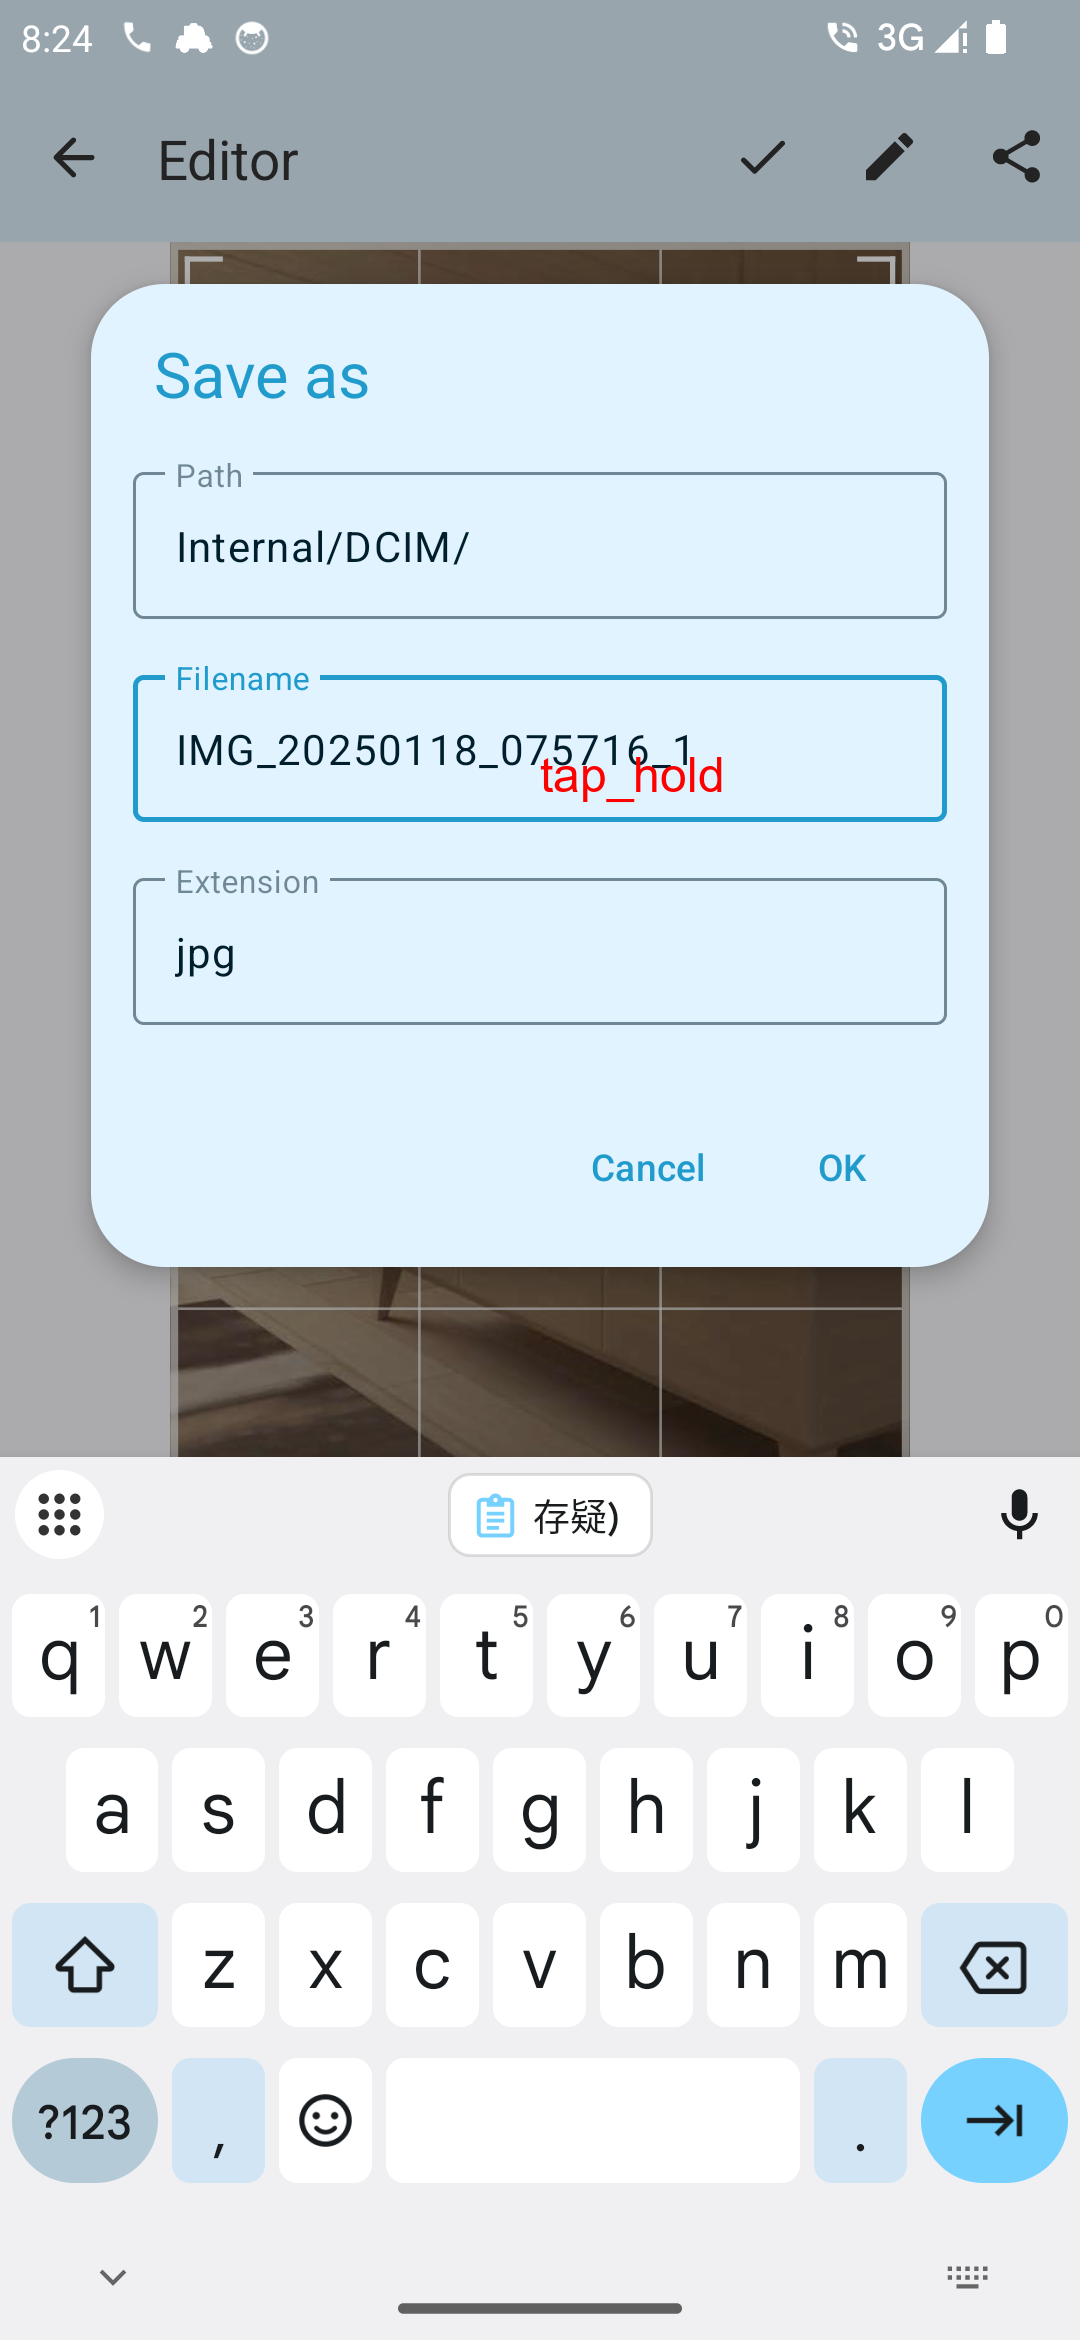 8:24 3G
Editor
Save as
Path
Internal/DCIM/
Filename
IMG_20250118_075716_1
tap_hold
Extension
jpg
Cancel OK
存疑)
q1 w2 e3 r4 t5 y6 u7 i8 o9 p0
a s d f g h j k l
z x c v b n m
?123 , .